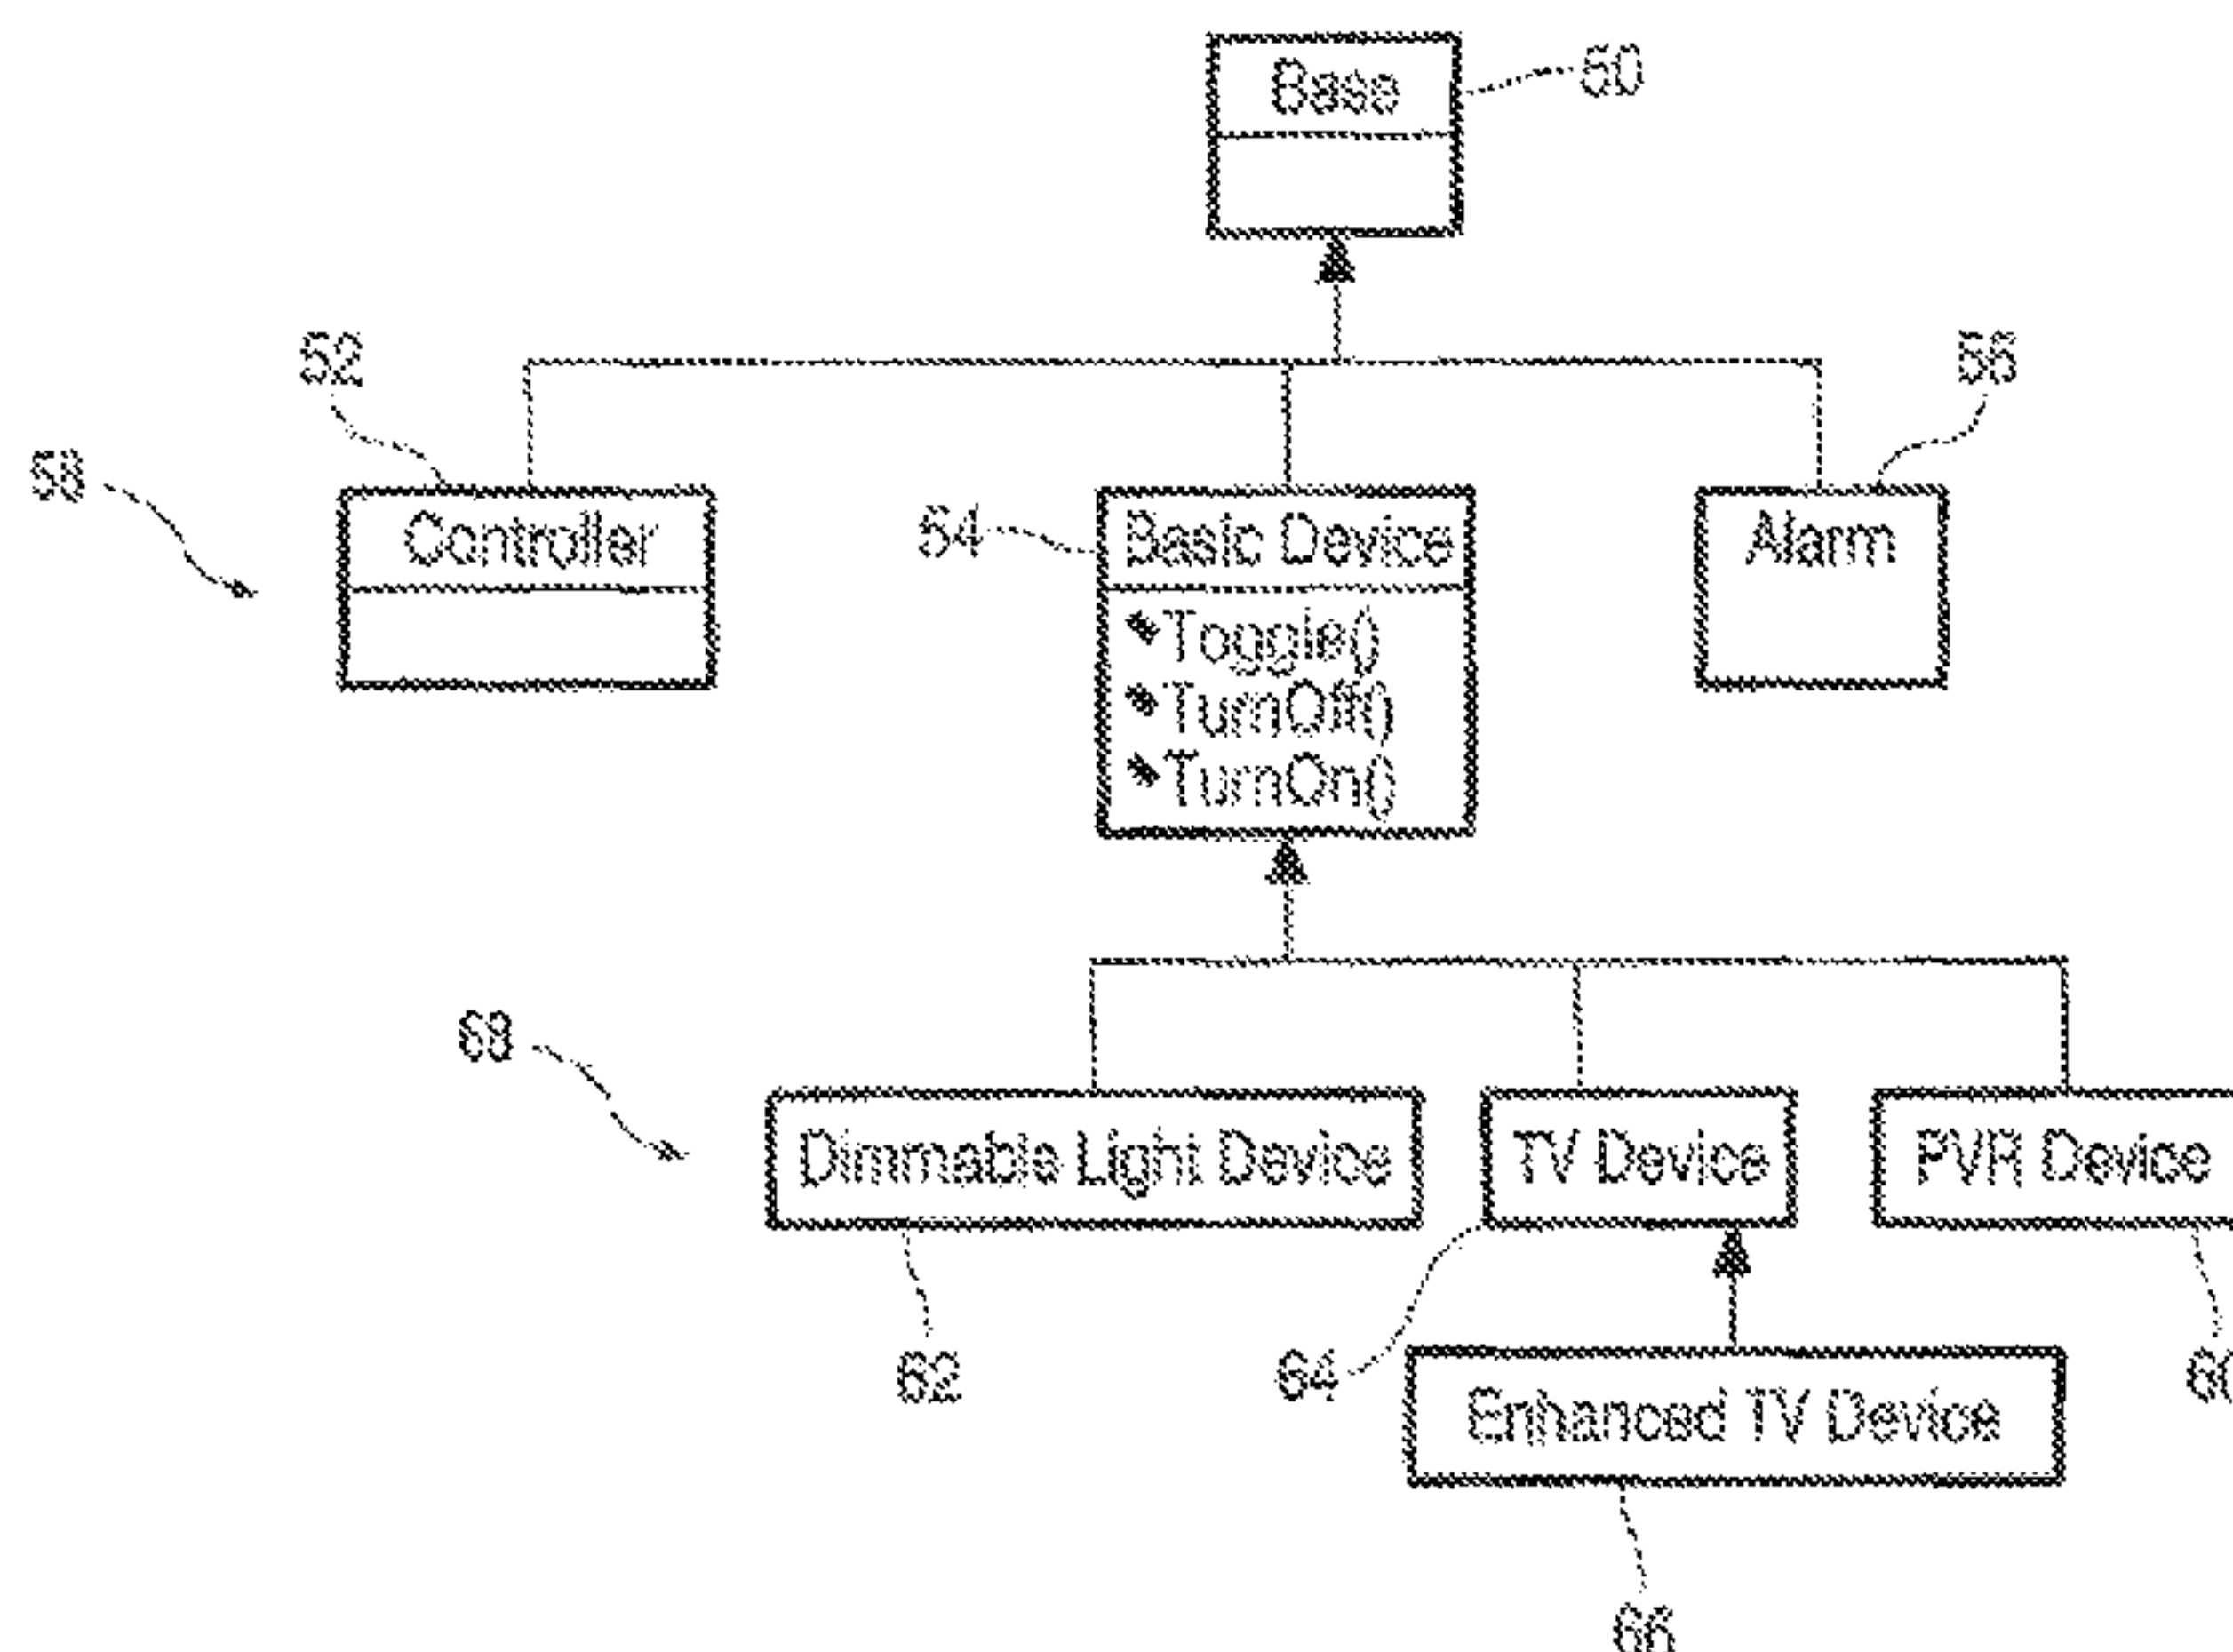 Base
50
52
56
58
Controller
54
Basic Device
Alarm
Toggle()
TurnOff()
TurnOn()
68
Dimmable Light Device
TV Device
PVR Device
62
64
Enhanced TV Device
66